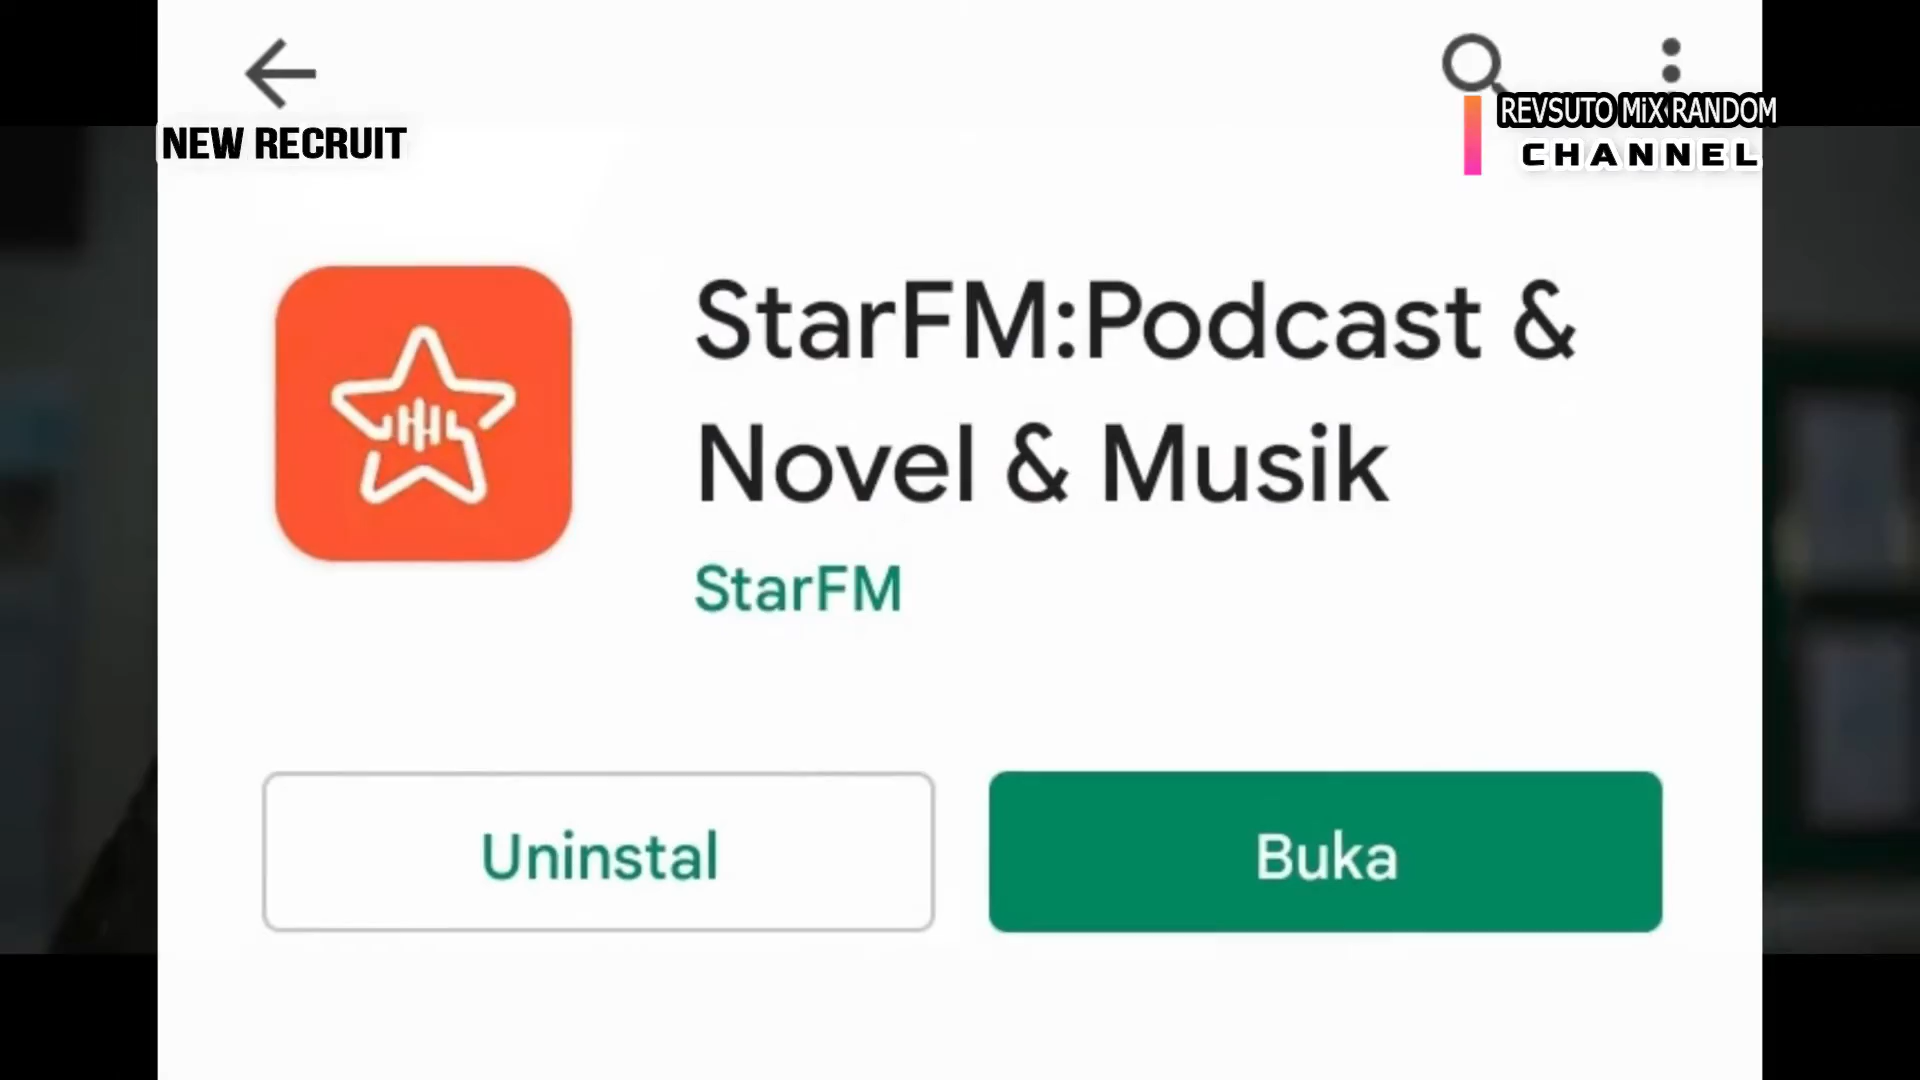 NEW RECRUIT
REVSUTO MiX RANDOM
CHANNEL
StarFM:Podcast &
Novel & Musik
StarFM
Uninstal
Buka